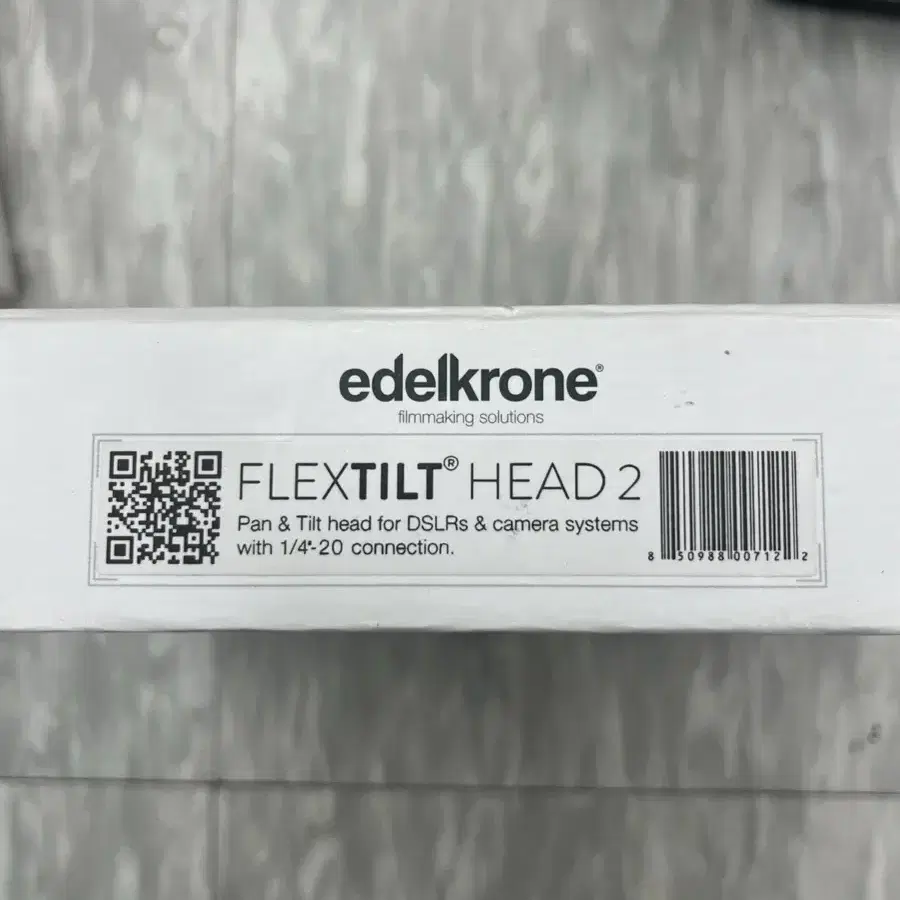 edelkrone®
filmmaking solutions
FLEXTILT® HEAD 2
Pan & Tilt head for DSLRs & camera systems
with 1/4"-20 connection.
8 50988 00712 2